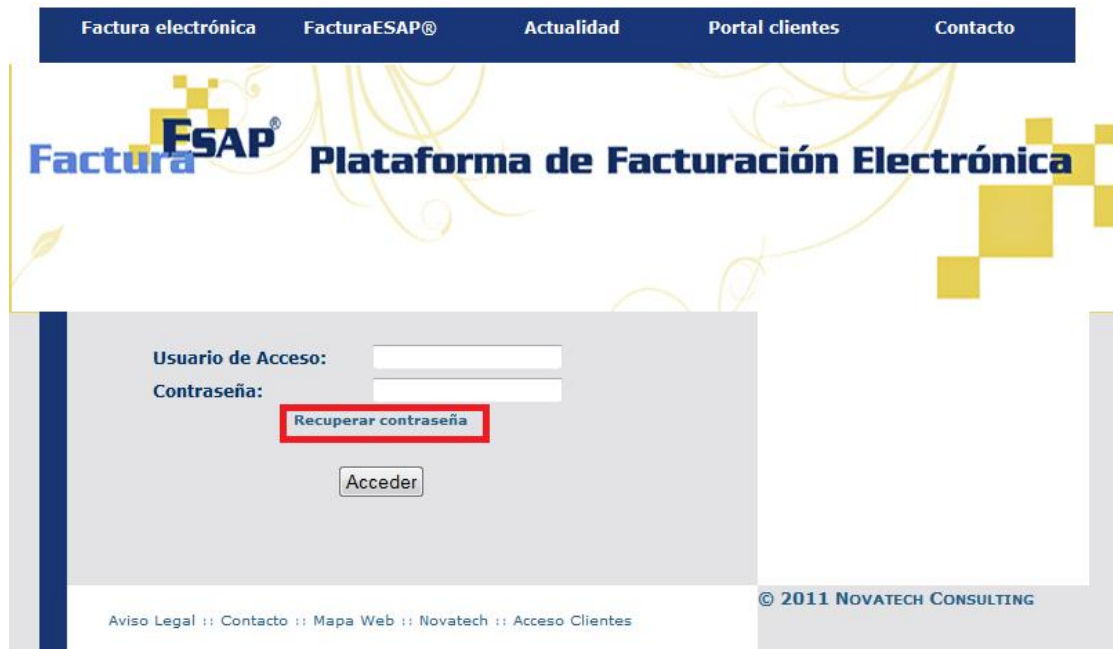 Factura electrónica FacturaESAP® Actualidad Portal clientes Contacto
FacturaESAP® Plataforma de Facturación Electrónica
Usuario de Acceso:
Contraseña:
Recuperar contraseña
Acceder
© 2011 NOVATECH CONSULTING
Aviso Legal :: Contacto :: Mapa Web :: Novatech :: Acceso Clientes